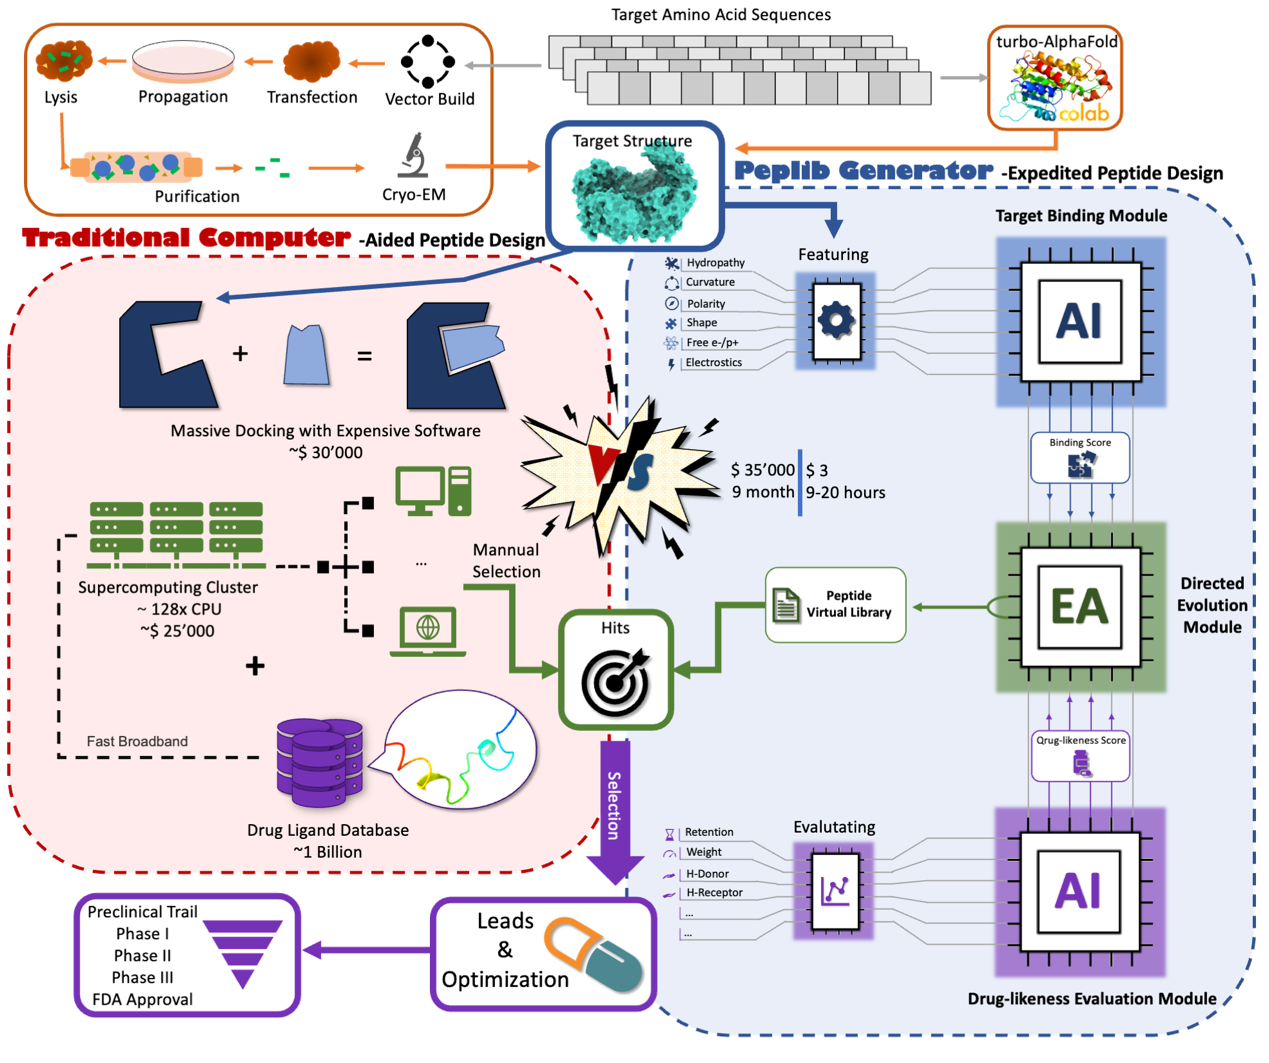 Target Amino Acid Sequences
turbo-AlphaFold
colab
Lysis
Propagation
Transfection
Vector Build
Purification
Cryo-EM
Target Structure
Peplib Generator -Expedited Peptide Design
Traditional Computer -Aided Peptide Design
Target Binding Module
Featuring
Hydropathy
Curvature
Polarity
Shape
Free e-/p+
Electrostics
AI
+
=
Massive Docking with Expensive Software
~$ 30'000
VS
$ 35'000
9 month
$ 3
9-20 hours
Binding Score
Supercomputing Cluster
~ 128x CPU
~$ 25'000
...
Mannual
Selection
Peptide
Virtual Library
EA
Directed
Evolution
Module
Hits
+
Fast Broadband
Drug Ligand Database
~1 Billion
Selection
Qrug-likeness Score
Evalutating
Retention
Weight
H-Donor
H-Receptor
...
...
AI
Drug-likeness Evaluation Module
Leads
&
Optimization
Preclinical Trail
Phase I
Phase II
Phase III
FDA Approval